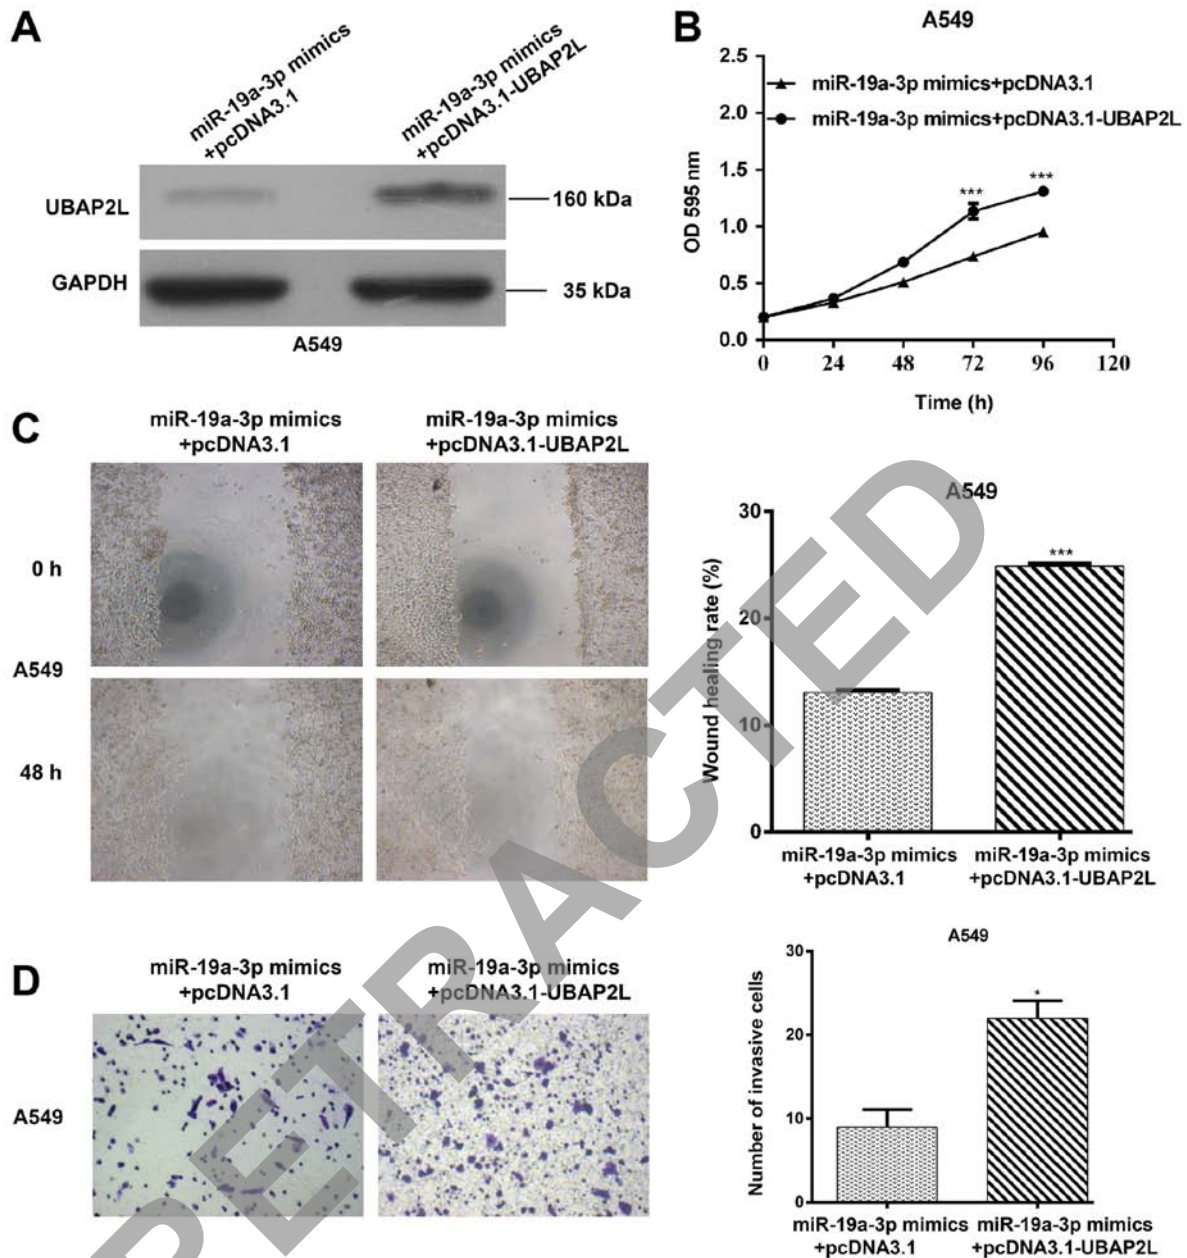 A
miR-19a-3p mimics
+pcDNA3.1
miR-19a-3p mimics
+pcDNA3.1-UBAP2L
UBAP2L
160 kDa
GAPDH
35 kDa
A549
B
A549
2.5
2.0
1.5
1.0
0.5
0.0
OD 595 nm
miR-19a-3p mimics+pcDNA3.1
miR-19a-3p mimics+pcDNA3.1-UBAP2L
***
***
0
24
48
72
96
120
Time (h)
C
miR-19a-3p mimics
+pcDNA3.1
miR-19a-3p mimics
+pcDNA3.1-UBAP2L
0 h
A549
48 h
A549
30
20
10
0
Wound healing rate (%)
***
miR-19a-3p mimics
+pcDNA3.1
miR-19a-3p mimics
+pcDNA3.1-UBAP2L
D
miR-19a-3p mimics
+pcDNA3.1
miR-19a-3p mimics
+pcDNA3.1-UBAP2L
A549
A549
30
20
10
0
Number of invasive cells
*
miR-19a-3p mimics
+pcDNA3.1
miR-19a-3p mimics
+pcDNA3.1-UBAP2L
RETRACTED